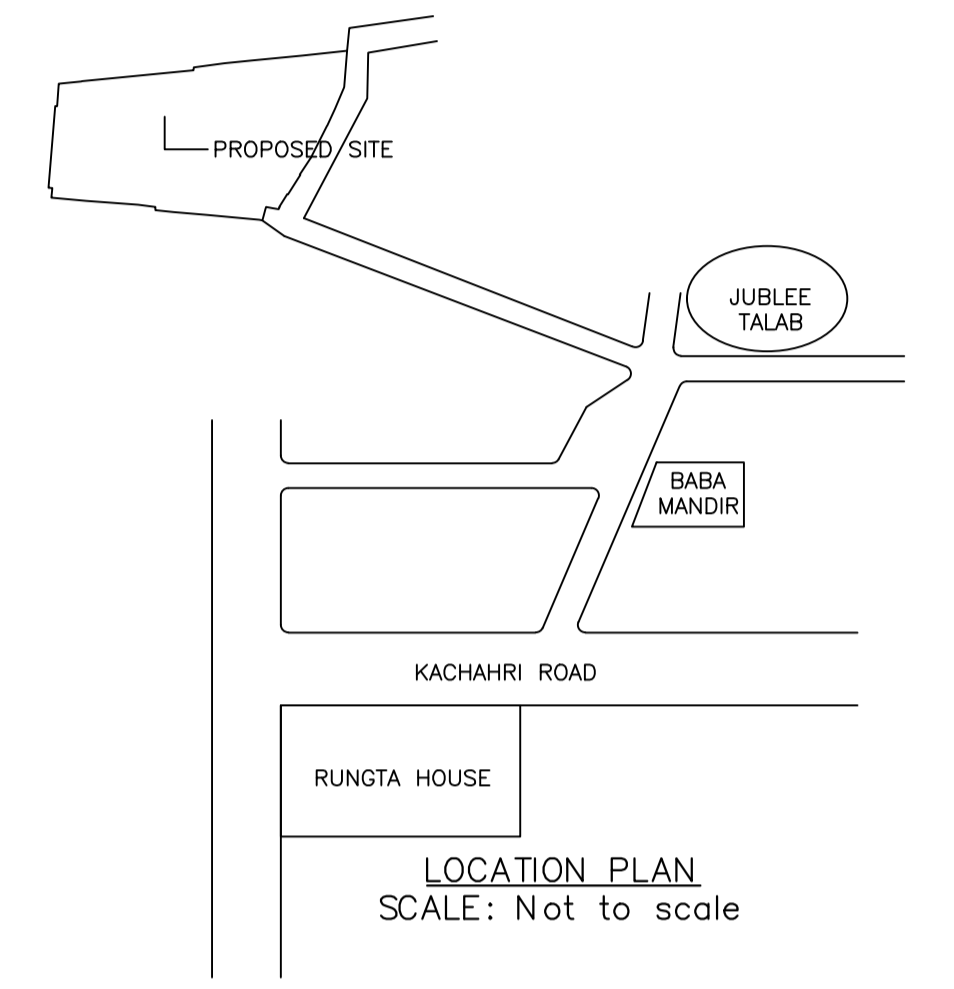 PROPOSED SITE
JUBLEE
TALAB
BABA
MANDIR
KACHAHRI ROAD
RUNGTA HOUSE
LOCATION PLAN
SCALE: Not to scale